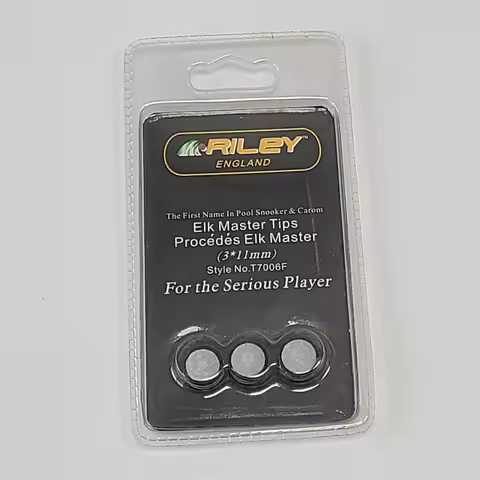 RILEY™
ENGLAND
The First Name In Pool Snooker & Carom
Elk Master Tips
Procédés Elk Master
(3*11mm)
Style No.T7006F
For the Serious Player